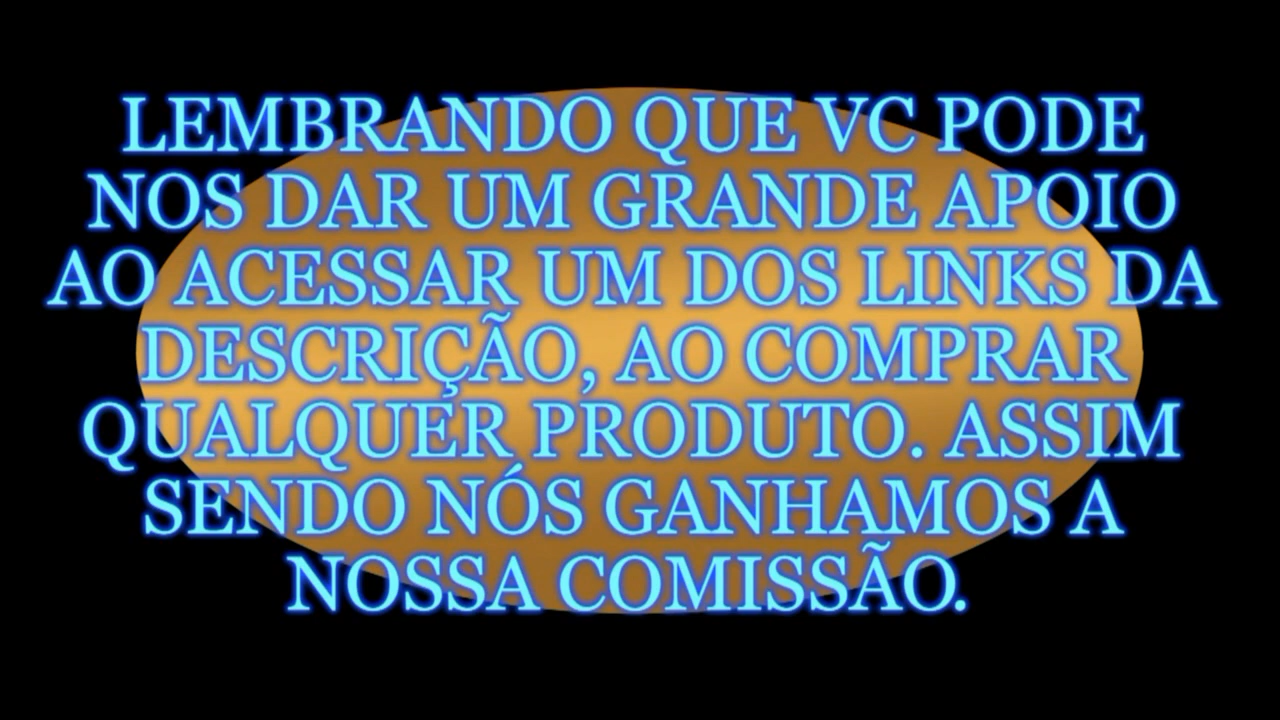 LEMBRANDO QUE VC PODE
NOS DAR UM GRANDE APOIO
AO ACESSAR UM DOS LINKS DA
DESCRIÇÃO, AO COMPRAR
QUALQUER PRODUTO. ASSIM
SENDO NÓS GANHAMOS A
NOSSA COMISSÃO.